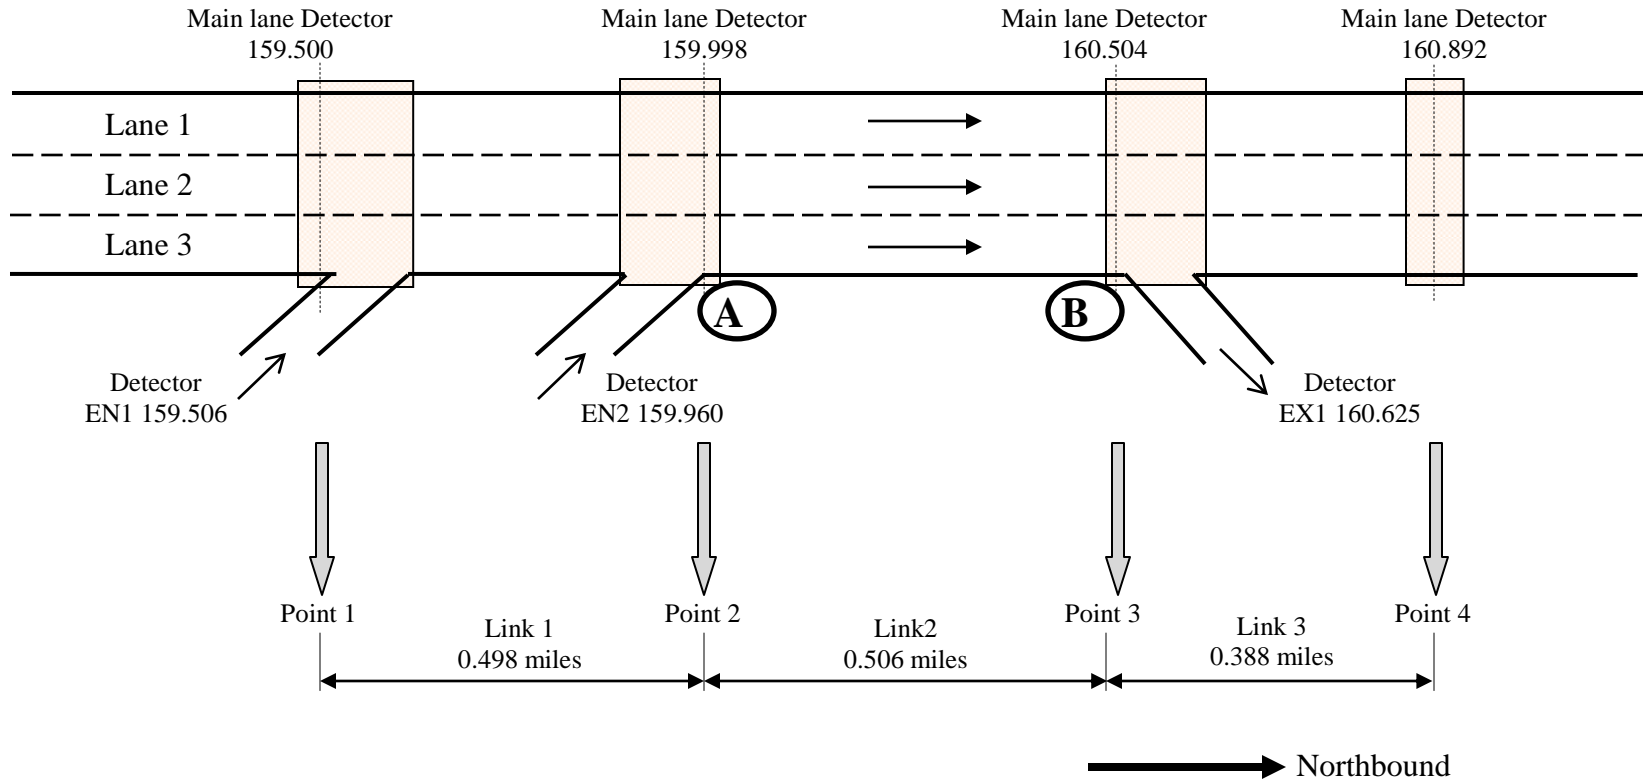 Main lane Detector
159.500
Main lane Detector
159.998
Main lane Detector
160.504
Main lane Detector
160.892
Lane 1
Lane 2
Lane 3
A
B
Detector
EN1 159.506
Detector
EN2 159.960
Detector
EX1 160.625
Point 1
Point 2
Point 3
Point 4
Link 1
0.498 miles
Link2
0.506 miles
Link 3
0.388 miles
Northbound